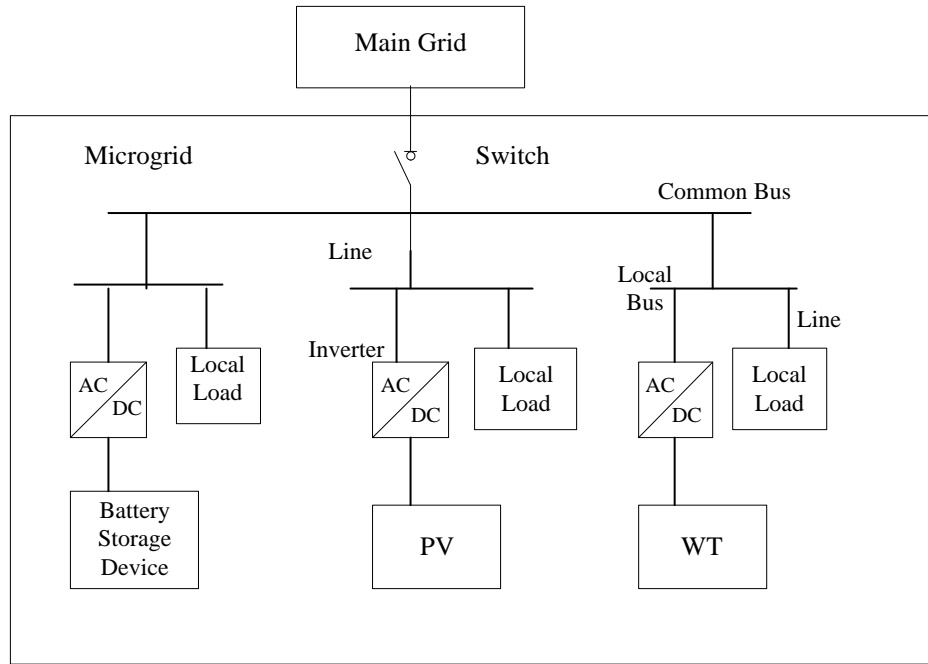 Main Grid
Microgrid
Switch
Common Bus
Line
Local
Bus
Line
Inverter
Local
Load
Local
Load
Local
Load
AC
DC
AC
DC
AC
DC
Battery
Storage
Device
PV
WT